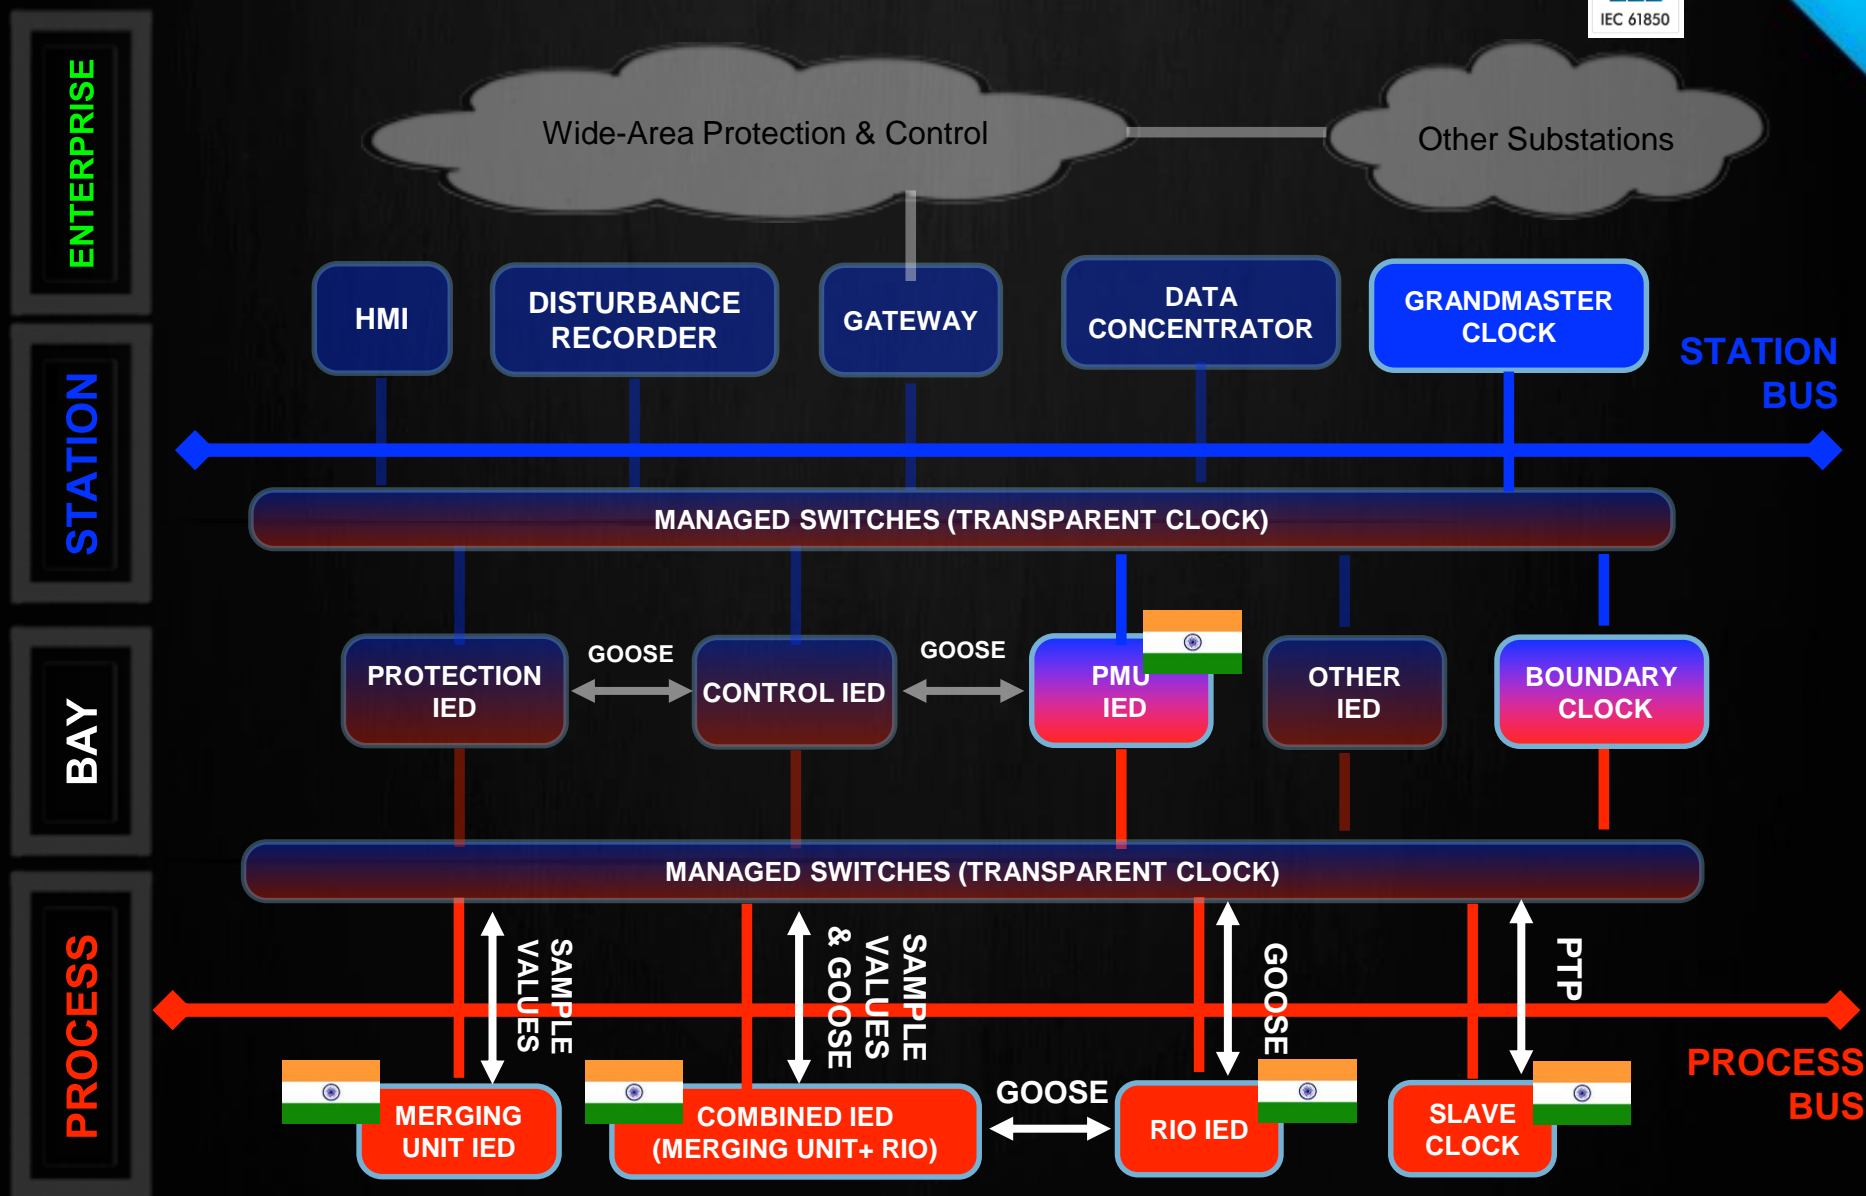 IEC 61850
ENTERPRISE
Wide-Area Protection & Control
Other Substations
HMI
DISTURBANCE
RECORDER
GATEWAY
DATA
CONCENTRATOR
GRANDMASTER
CLOCK
STATION
BUS
STATION
MANAGED SWITCHES (TRANSPARENT CLOCK)
BAY
PROTECTION
IED
GOOSE
CONTROL IED
GOOSE
PMU
IED
OTHER
IED
BOUNDARY
CLOCK
MANAGED SWITCHES (TRANSPARENT CLOCK)
PROCESS
SAMPLE
VALUES
SAMPLE
VALUES
& GOOSE
GOOSE
PTP
PROCESS
BUS
MERGING
UNIT IED
COMBINED IED
(MERGING UNIT+ RIO)
GOOSE
RIO IED
SLAVE
CLOCK